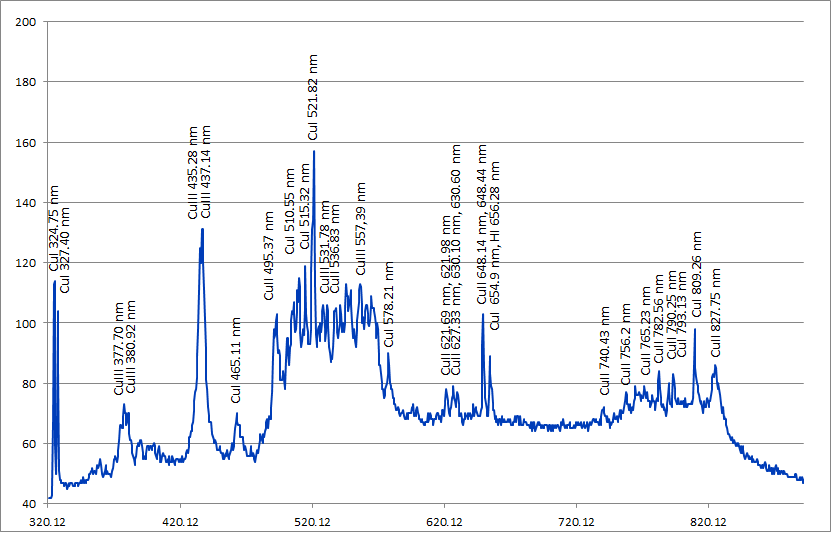 200
180
160
140
120
100
80
60
40
320.12
420.12
520.12
620.12
720.12
820.12
CuI 324.75 nm
CuI 327.40 nm
CuIII 377.70 nm
CuIII 380.92 nm
CuIII 435.28 nm
CuIII 437.14 nm
CuI 465.11 nm
CuII 495.37 nm
CuI 510.55 nm
CuI 515.32 nm
CuI 521.82 nm
CuIII 531.78 nm
CuII 536.83 nm
CuII 557,39 nm
CuI 578.21 nm
CuII 621.69 nm, 621.98 nm
CuII 627.33 nm, 630.10 nm, 630.60 nm
CuII 648.14 nm, 648.44 nm
CuI 654.9 nm, HI 656.28 nm
CuII 740.43 nm
CuII 756.2 nm
CuII 765.23 nm
CuII 782.56 nm
CuII 790.25 nm
CuI 793.13 nm
CuI 809.26 nm
CuII 827.75 nm